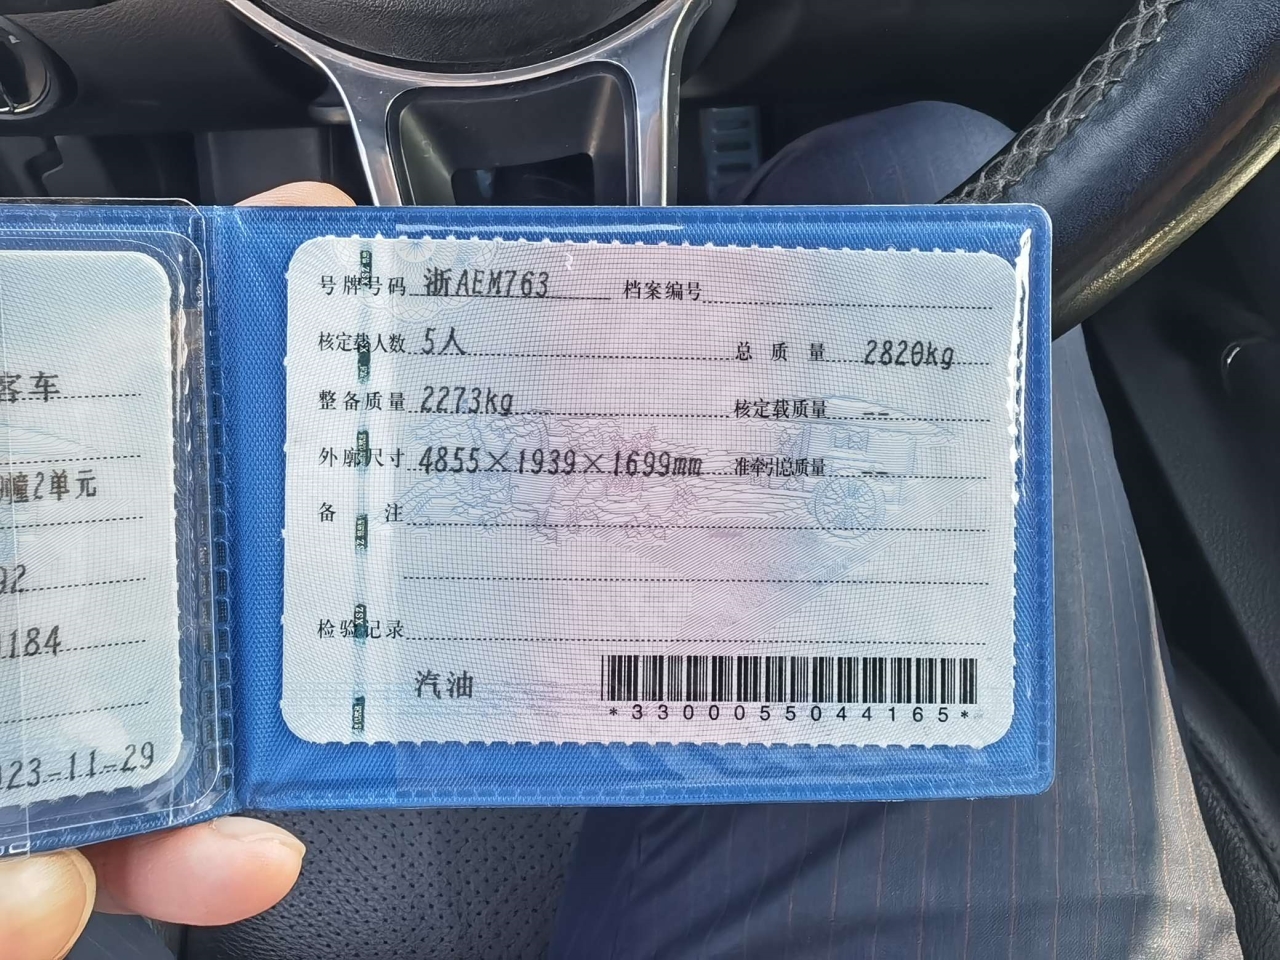 客车
幢2单元
92
1184
023-11-29
号牌号码 浙AEM763 档案编号
核定载人数 5人 总质量 2820kg
整备质量 2273kg 核定载质量 --
外廓尺寸 4855×1939×1699mm 准牵引总质量 --
备注
检验记录
汽油
*3300055044165*